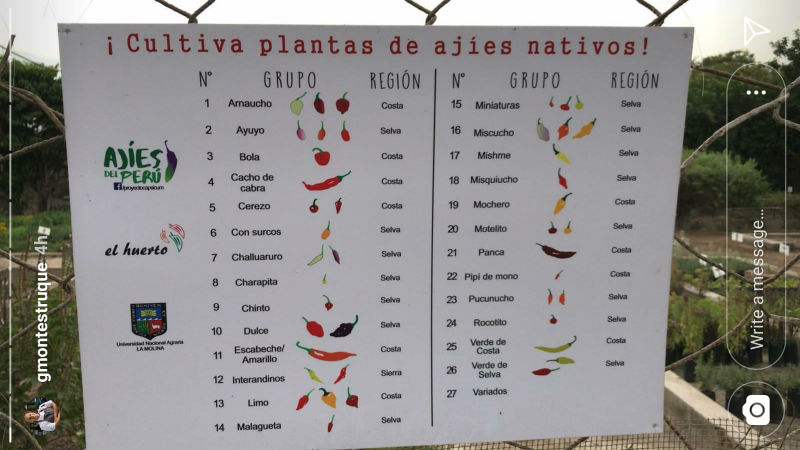 ¡Cultiva plantas de ajíes nativos!
Nº GRUPO REGIÓN
1 Arnaucho Costa
2 Ayuyo Selva
3 Bola Costa
4 Cacho de cabra Costa
5 Cerezo Costa
6 Con surcos Selva
7 Challuaruro Selva
8 Charapita Selva
9 Chinto Selva
10 Dulce Selva
11 Escabeche/ Amarillo Costa
12 Interandinos Sierra
13 Limo Costa
14 Malagueta Selva
Nº GRUPO REGIÓN
15 Miniaturas Selva
16 Miscucho Selva
17 Mishme Selva
18 Misquiucho Selva
19 Mochero Costa
20 Motelito Selva
21 Panca Costa
22 Pipí de mono Costa
23 Pucunucho Selva
24 Rocotito Selva
25 Verde de Costa Costa
26 Verde de Selva Selva
27 Variados
AJÍES
DEL PERÚ
/proyectocapsicum
el huerto
Universidad Nacional Agraria
LA MOLINA
gmontestruque 4h
Write a message...